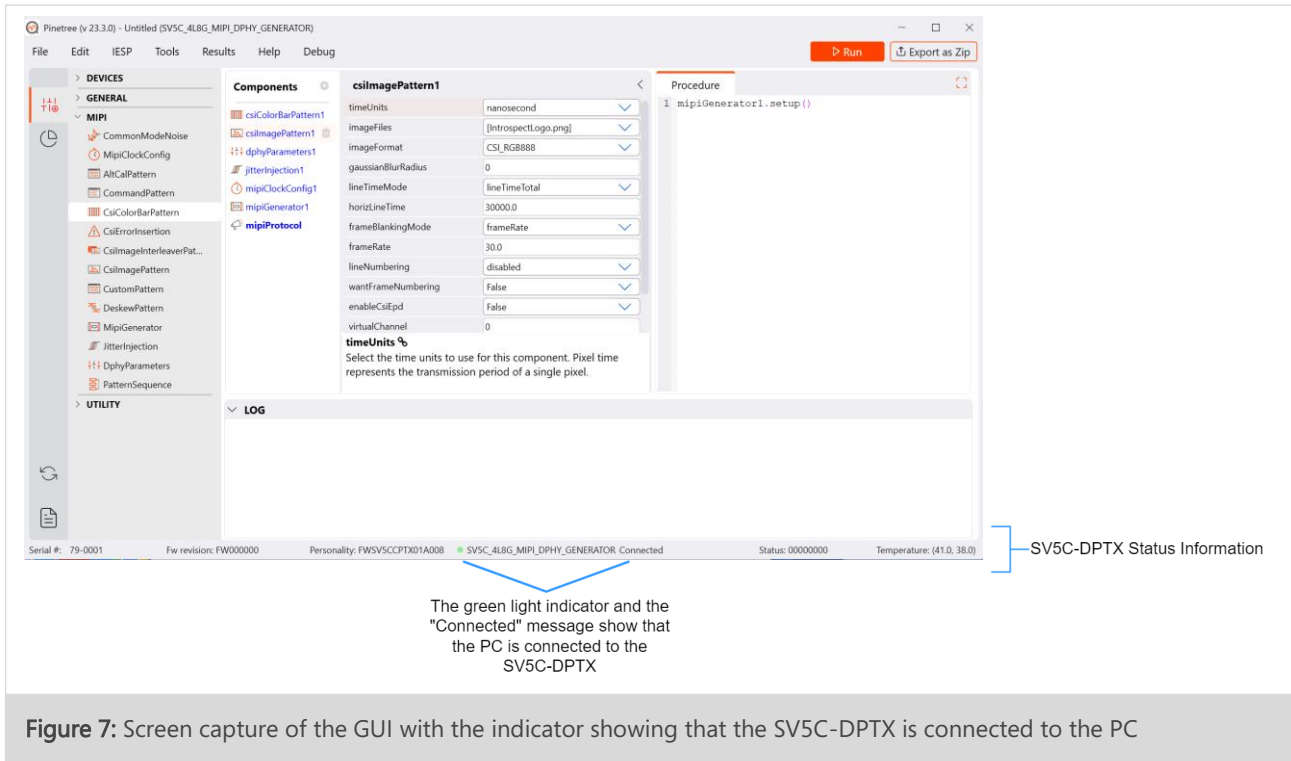 Pinetree (v 23.3.0) - Untitled (SV5C_4L8G_MIPI_DPHY_GENERATOR)
File Edit IESP Tools Results Help Debug
Run
Export as Zip
> DEVICES
> GENERAL
MIPI
CommonModeNoise
MipiClockConfig
AltCalPattern
CommandPattern
CsiColorBarPattern
CsiErrorInsertion
CsiImageInterleaverPat...
CsiImagePattern
CustomPattern
DeskewPattern
MipiGenerator
JitterInjection
DphyParameters
PatternSequence
> UTILITY
Components
csiColorBarPattern1
csiImagePattern1
dphyParameters1
jitterInjection1
mipiClockConfig1
mipiGenerator1
mipiProtocol
csiImagePattern1
timeUnits nanosecond
imageFiles [IntrospectLogo.png]
imageFormat CSI_RGB888
gaussianBlurRadius 0
lineTimeMode lineTimeTotal
horizLineTime 30000.0
frameBlankingMode frameRate
frameRate 30.0
lineNumbering disabled
wantFrameNumbering False
enableCsiEpd False
virtualChannel 0
timeUnits
Select the time units to use for this component. Pixel time
represents the transmission period of a single pixel.
Procedure
1 mipiGenerator1.setup()
LOG
Serial #: 79-0001 Fw revision: FW000000 Personality: FWSV5CCPTX01A008 SV5C_4L8G_MIPI_DPHY_GENERATOR Connected Status: 00000000 Temperature: (41.0, 38.0)
SV5C-DPTX Status Information
The green light indicator and the
"Connected" message show that
the PC is connected to the
SV5C-DPTX
Figure 7: Screen capture of the GUI with the indicator showing that the SV5C-DPTX is connected to the PC